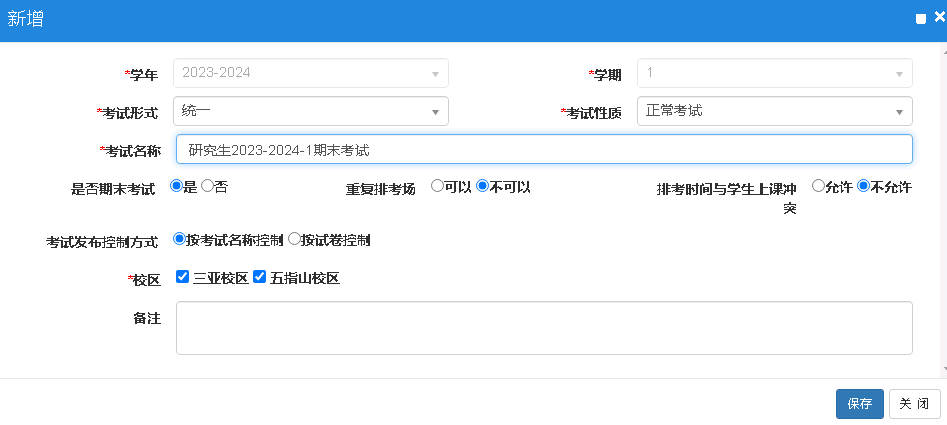 新增
*学年 2023-2024 *学期 1
*考试形式 统一 *考试性质 正常考试
*考试名称 研究生2023-2024-1期末考试
是否期末考试 是 否 重复排考场 可以 不可以 排考时间与学生上课冲 允许 不允许
突
考试发布控制方式 按考试名称控制 按试卷控制
*校区 三亚校区 五指山校区
备注
保存 关 闭